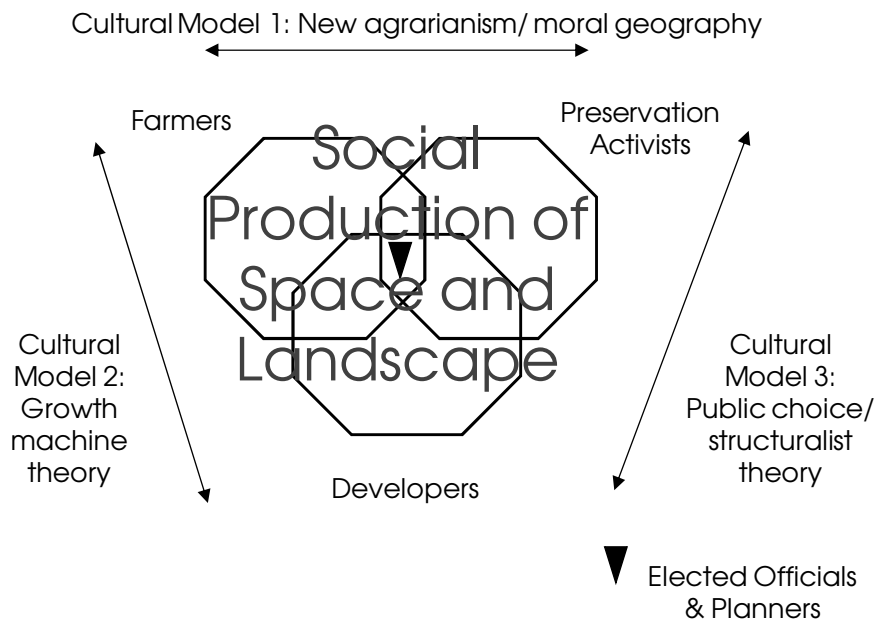 Cultural Model 1: New agrarianism/ moral geography
Farmers
Preservation
Activists
Social
Production of
Space and
Landscape
Cultural
Model 2:
Growth
machine
theory
Cultural
Model 3:
Public choice/
structuralist
theory
Developers
Elected Officials
& Planners